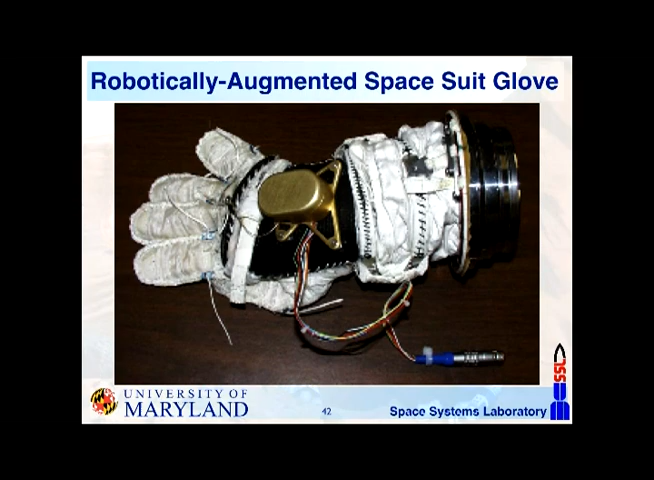 Robotically-Augmented Space Suit Glove
UNIVERSITY OF
MARYLAND
42
Space Systems Laboratory
SSL